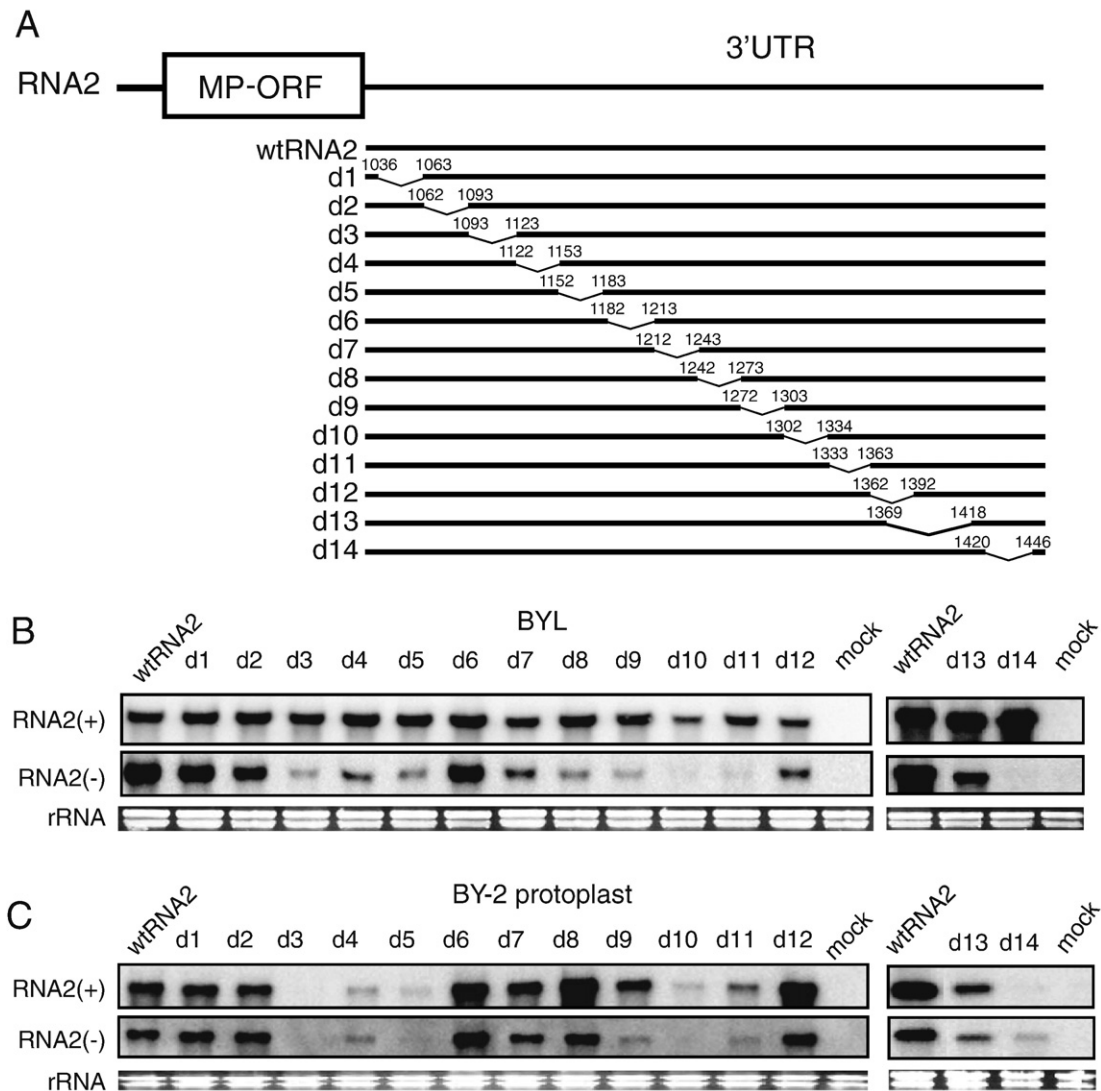 A
3'UTR
RNA2 MP-ORF
wtRNA2
1036 1063
d1
1062 1093
d2
1093 1123
d3
1122 1153
d4
1152 1183
d5
1182 1213
d6
1212 1243
d7
1242 1273
d8
1272 1303
d9
1302 1334
d10
1333 1363
d11
1362 1392
d12
1369 1418
d13
1420 1446
d14
B
BYL
wtRNA2 d1 d2 d3 d4 d5 d6 d7 d8 d9 d10 d11 d12 mock wtRNA2 d13 d14 mock
RNA2(+)
RNA2(-)
rRNA
C
BY-2 protoplast
wtRNA2 d1 d2 d3 d4 d5 d6 d7 d8 d9 d10 d11 d12 mock wtRNA2 d13 d14 mock
RNA2(+)
RNA2(-)
rRNA